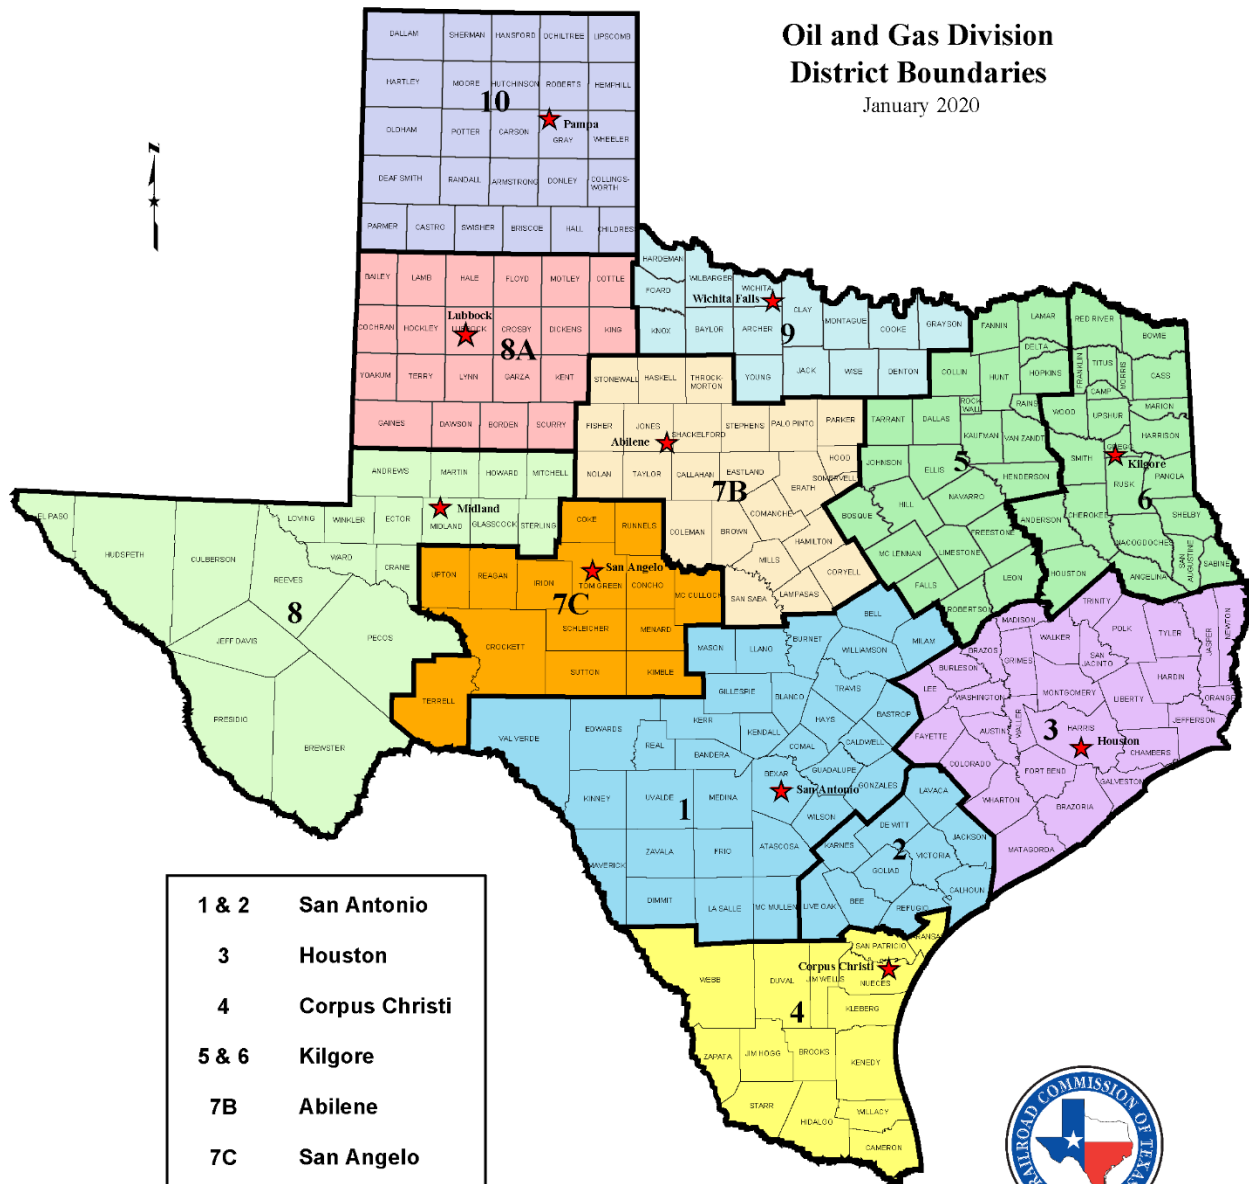 Oil and Gas Division
District Boundaries
January 2020
N
DALLAM SHERMAN HANSFORD OCHILTREE LIPSCOMB
HARTLEY MOORE HUTCHINSON ROBERTS HEMPHILL
10
Pampa
OLDHAM POTTER CARSON GRAY WHEELER
DEAF SMITH RANDALL ARMSTRONG DONLEY COLLINGS-
WORTH
PARMER CASTRO SWISHER BRISCOE HALL CHILDRES
BAILEY LAMB HALE FLOYD MOTLEY COTTLE
Lubbock
COCHRAN HOCKLEY LUBBOCK CROSBY DICKENS KING
8A
YOAKUM TERRY LYNN GARZA KENT
GAINES DAWSON BORDEN SCURRY
HARDEMAN WILBARGER WICHITA
FOARD
Wichita Falls
CLAY MONTAGUE COOKE GRAYSON
KNOX BAYLOR ARCHER
9
YOUNG JACK WISE DENTON
STONEWALL HASKELL THROCK-
MORTON
FISHER JONES SHACKELFORD STEPHENS PALO PINTO PARKER
Abilene
HOOD
NOLAN TAYLOR CALLAHAN EASTLAND ERATH SOMERVELL
7B
COMANCHE
COLEMAN BROWN HAMILTON
MILLS CORYELL
SAN SABA LAMPASAS
FANNIN LAMAR
DELTA
COLLIN HUNT HOPKINS
ROCK
WALL
RAINS
TARRANT DALLAS KAUFMAN VAN ZANDT
5
JOHNSON ELLIS HENDERSON
HILL NAVARRO
BOSQUE FREESTONE
MC LENNAN LIMESTONE
FALLS LEON
ROBERTSON
RED RIVER BOWIE
FRANKLIN TITUS MORRIS CASS
CAMP
WOOD UPSHUR MARION
HARRISON
GREGG
Kilgore
SMITH RUSK PANOLA
6
ANDERSON CHEROKEE SHELBY
NACOGDOCHES
SAN
AUGUSTINE
SABINE
HOUSTON ANGELINA
ANDREWS MARTIN HOWARD MITCHELL
Midland
EL PASO LOVING WINKLER ECTOR MIDLAND GLASSCOCK STERLING
HUDSPETH CULBERSON WARD CRANE
REEVES
8
JEFF DAVIS PECOS
PRESIDIO
BREWSTER
COKE RUNNELS
San Angelo
UPTON REAGAN IRION TOM GREEN CONCHO MC CULLOCK
7C
SCHLEICHER MENARD
CROCKETT
SUTTON KIMBLE
TERRELL
BELL
MASON LLANO BURNET MILAM
WILLIAMSON
GILLESPIE BLANCO TRAVIS
VAL VERDE EDWARDS KERR HAYS BASTROP
REAL KENDALL COMAL CALDWELL
BANDERA
BEXAR GUADALUPE
San Antonio
GONZALES
KINNEY UVALDE MEDINA
1
WILSON
MAVERICK ZAVALA FRIO ATASCOSA
DIMMIT LA SALLE MC MULLEN
LAVACA
DE WITT
KARNES JACKSON
2
VICTORIA
GOLIAD
LIVE OAK BEE REFUGIO CALHOUN
TRINITY
MADISON POLK TYLER JASPER NEWTON
WALKER
BRAZOS GRIMES SAN
JACINTO
BURLESON HARDIN
LEE WASHINGTON MONTGOMERY LIBERTY
ORANGE
FAYETTE AUSTIN WALLER HARRIS JEFFERSON
3
Houston
CHAMBERS
COLORADO FORT BEND
GALVESTON
WHARTON BRAZORIA
MATAGORDA
SAN PATRICIO ARANSA
Corpus Christi
WEBB DUVAL JIM WELLS NUECES
4
KLEBERG
ZAPATA JIM HOGG BROOKS KENEDY
STARR HIDALGO WILLACY
CAMERON
1 & 2 San Antonio
3 Houston
4 Corpus Christi
5 & 6 Kilgore
7B Abilene
7C San Angelo
RAILROAD COMMISSION OF TEXAS